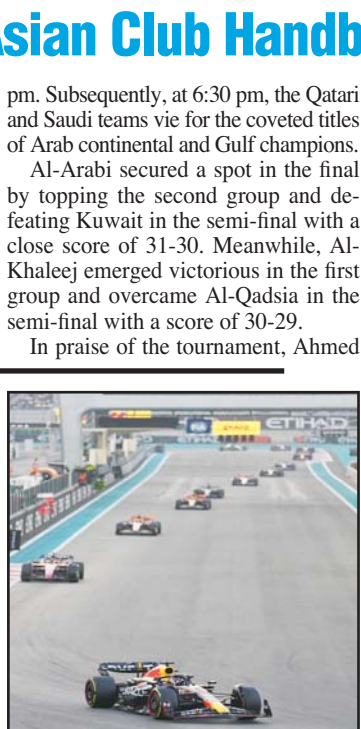 Asian Club Handb
pm. Subsequently, at 6:30 pm, the Qatari
and Saudi teams vie for the coveted titles
of Arab continental and Gulf champions.
Al-Arabi secured a spot in the final
by topping the second group and de-
feating Kuwait in the semi-final with a
close score of 31-30. Meanwhile, Al-
Khaleej emerged victorious in the first
group and overcame Al-Qadsia in the
semi-final with a score of 30-29.
In praise of the tournament, Ahmed
ETIHAD